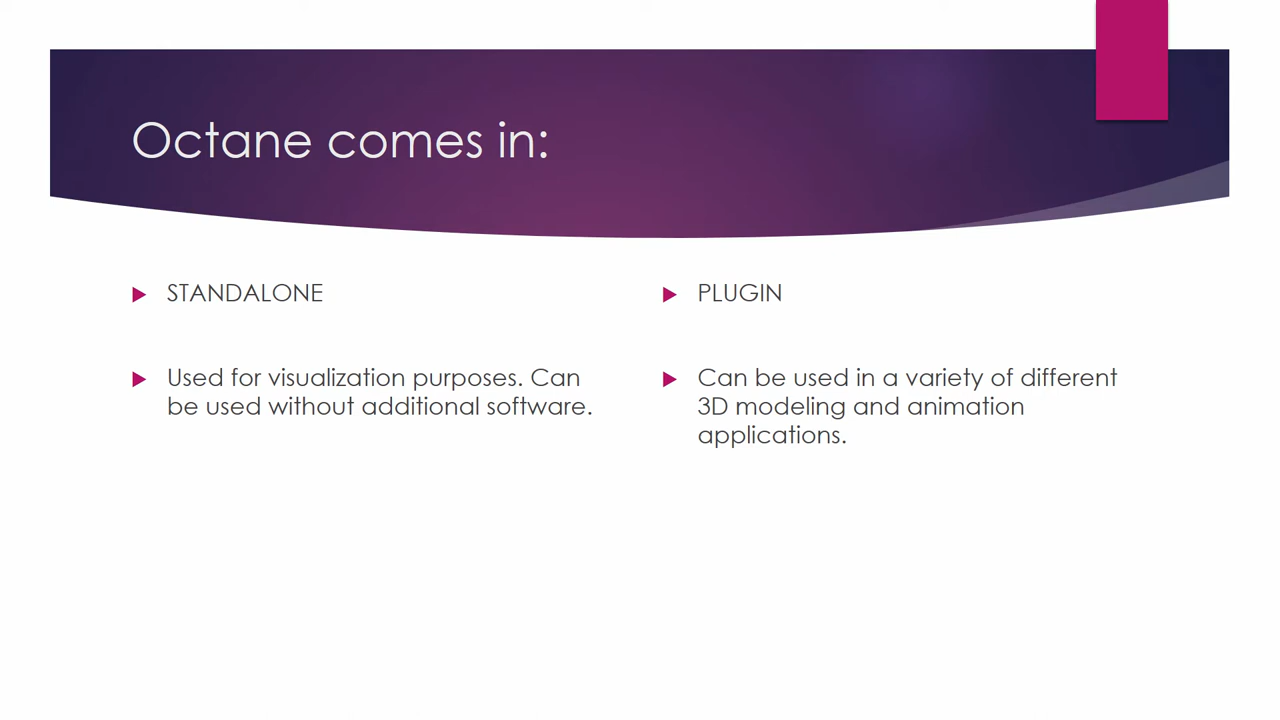 Octane comes in:
STANDALONE
Used for visualization purposes. Can
be used without additional software.
PLUGIN
Can be used in a variety of different
3D modeling and animation
applications.